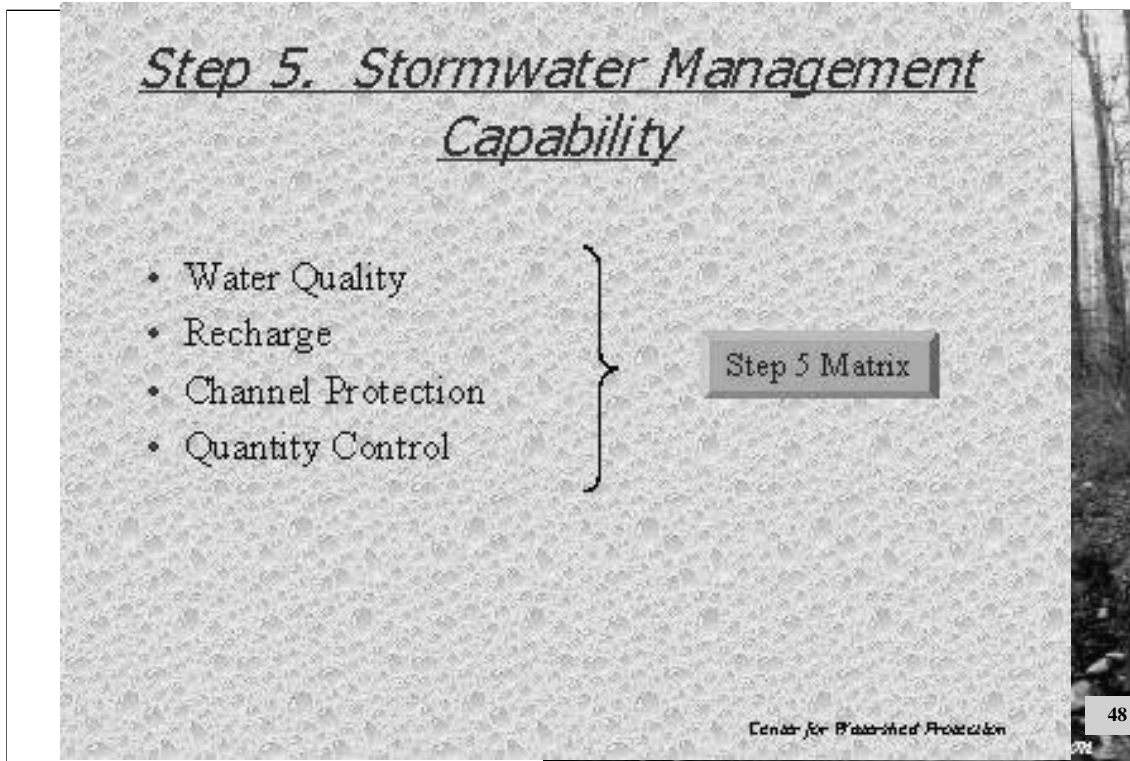 Step 5. Stormwater Management
Capability
• Water Quality
• Recharge
• Channel Protection
• Quantity Control
Step 5 Matrix
Center for Watershed Protection
48